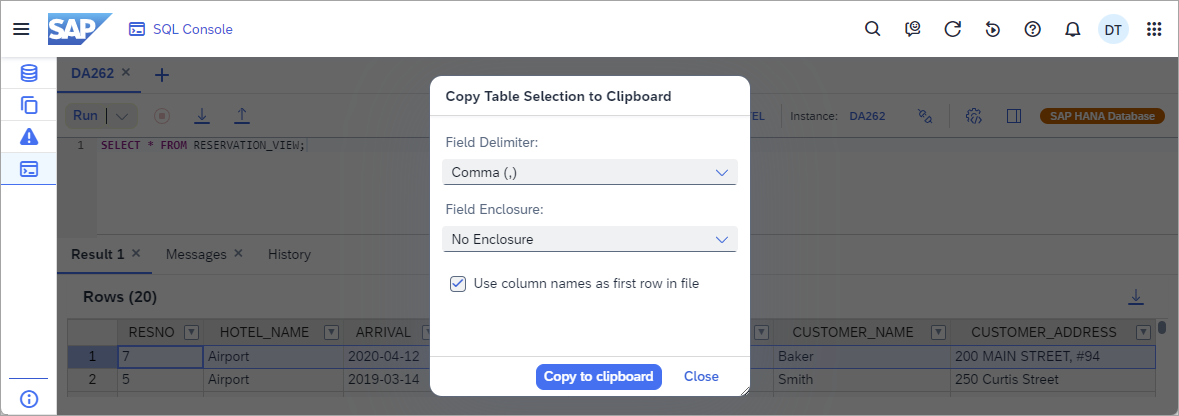 SAP SQL Console DT
DA262
Run TEL Instance: DA262 SAP HANA Database
1 SELECT * FROM RESERVATION_VIEW;
Copy Table Selection to Clipboard
Field Delimiter:
Comma (,)
Field Enclosure:
No Enclosure
Use column names as first row in file
Copy to clipboard Close
Result 1 Messages History
Rows (20)
RESNO HOTEL_NAME ARRIVAL CUSTOMER_NAME CUSTOMER_ADDRESS
1 7 Airport 2020-04-12 Baker 200 MAIN STREET, #94
2 5 Airport 2019-03-14 Smith 250 Curtis Street